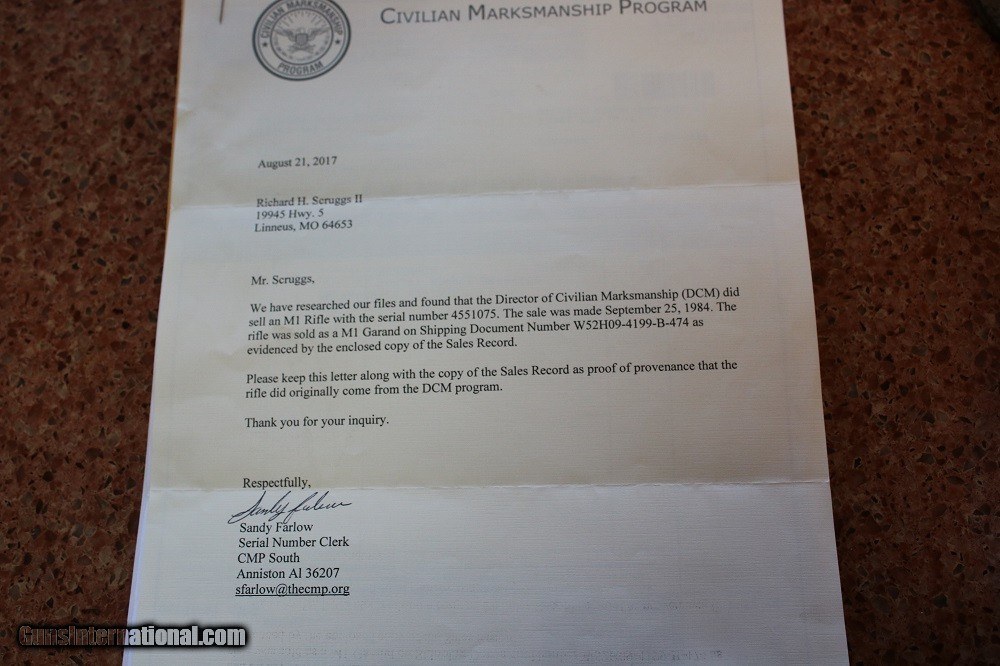 CIVILIAN MARKSMANSHIP
PROGRAM
CIVILIAN MARKSMANSHIP PROGRAM
August 21, 2017
Richard H. Scruggs II
19945 Hwy. 5
Linneus, MO 64653
Mr. Scruggs,
We have researched our files and found that the Director of Civilian Marksmanship (DCM) did
sell an M1 Rifle with the serial number 4551075. The sale was made September 25, 1984. The
rifle was sold as a M1 Garand on Shipping Document Number W52H09-4199-B-474 as
evidenced by the enclosed copy of the Sales Record.
Please keep this letter along with the copy of the Sales Record as proof of provenance that the
rifle did originally come from the DCM program.
Thank you for your inquiry.
Respectfully,
Sandy Farlow
Sandy Farlow
Serial Number Clerk
CMP South
Anniston Al 36207
sfarlow@thecmp.org
GunsInternational.com